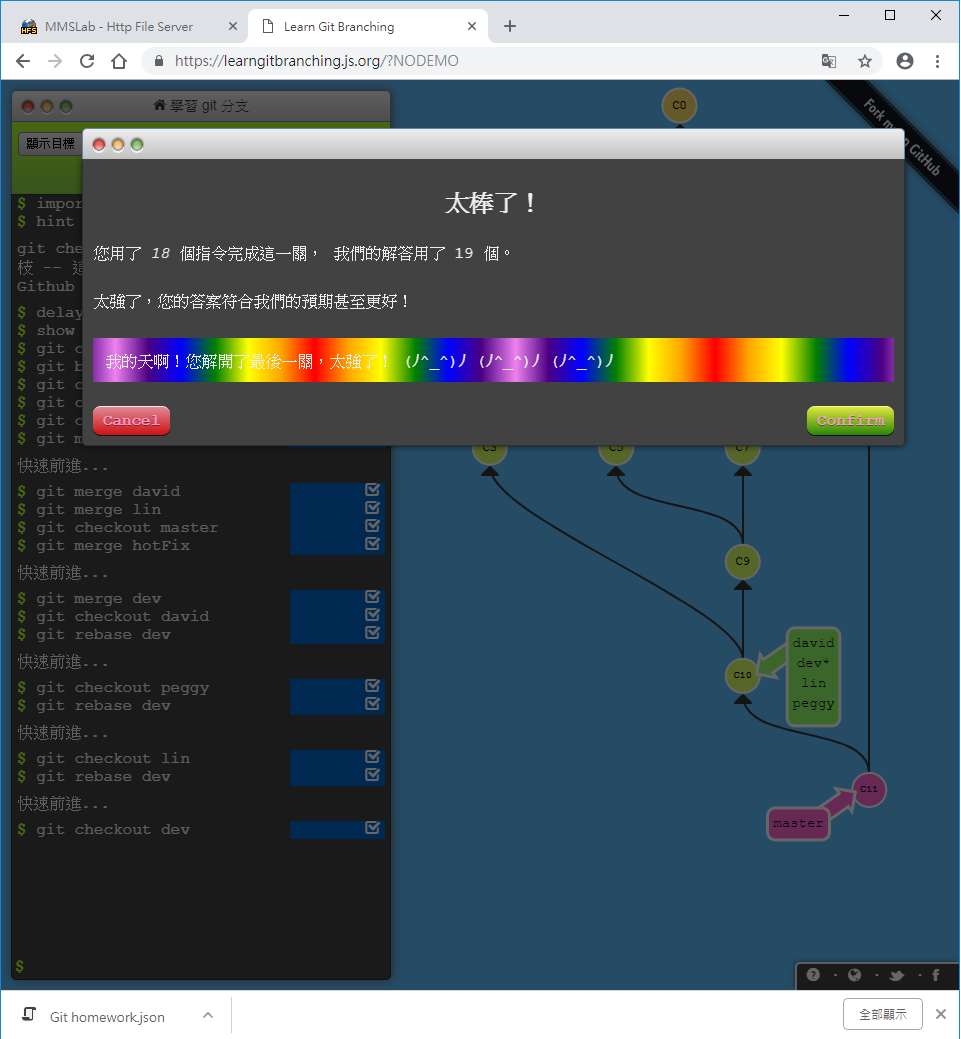 MMSLab - Http File Server
Learn Git Branching
https://learngitbranching.js.org/?NODEMO
學習 git 分支
顯示目標
Fork m
n GitHub
$ impor
$ hint
git che
枝 -- 這
Github
$ delay
$ show
$ git c
$ git b
$ git c
$ git c
$ git c
$ git m
快速前進...
$ git merge david
$ git merge lin
$ git checkout master
$ git merge hotFix
快速前進...
$ git merge dev
$ git checkout david
$ git rebase dev
快速前進...
$ git checkout peggy
$ git rebase dev
快速前進...
$ git checkout lin
$ git rebase dev
快速前進...
$ git checkout dev
$
太棒了！
您用了 18 個指令完成這一關， 我們的解答用了 19 個。
太強了，您的答案符合我們的預期甚至更好！
我的天啊！您解開了最後一關，太強了！ (ﾉ^_^)ﾉ (ﾉ^_^)ﾉ (ﾉ^_^)ﾉ
Cancel
Confirm
C0
C3
C5
C7
C9
C10
david
dev*
lin
peggy
C11
master
Git homework.json
全部顯示